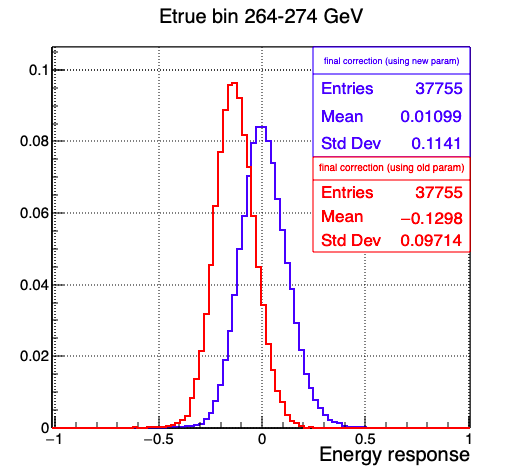 Etrue bin 264-274 GeV
final correction (using new param)
Entries 37755
Mean 0.01099
Std Dev 0.1141
final correction (using old param)
Entries 37755
Mean −0.1298
Std Dev 0.09714
0.1
0.08
0.06
0.04
0.02
0
−1 −0.5 0 0.5 1
Energy response